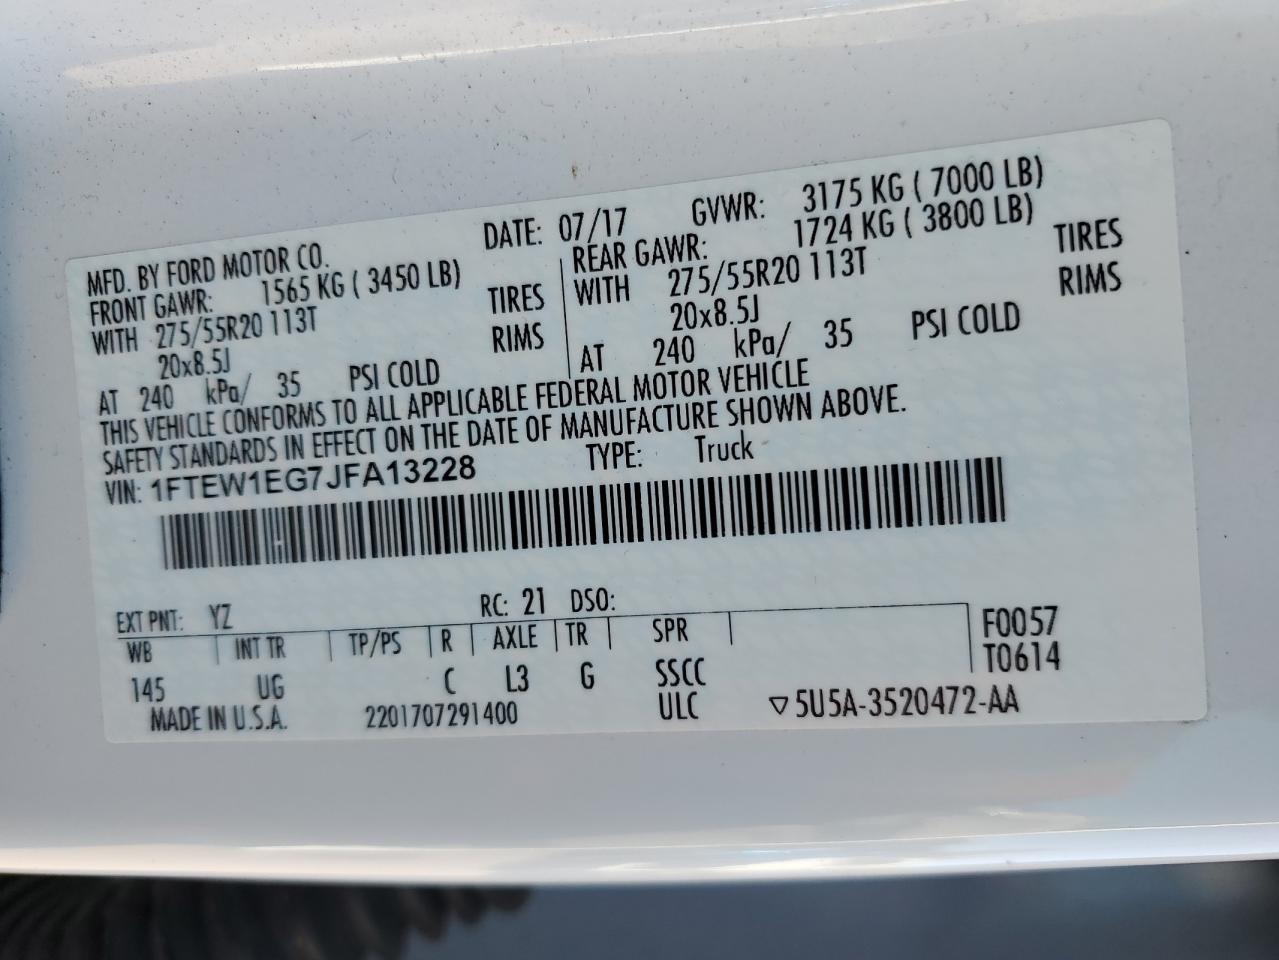 MFD. BY FORD MOTOR CO. DATE: 07/17 GVWR: 3175 KG ( 7000 LB)
FRONT GAWR: 1565 KG ( 3450 LB) REAR GAWR: 1724 KG ( 3800 LB)
WITH 275/55R20 113T TIRES WITH 275/55R20 113T TIRES
20x8.5J RIMS 20x8.5J RIMS
AT 240 kPa/ 35 PSI COLD AT 240 kPa/ 35 PSI COLD
THIS VEHICLE CONFORMS TO ALL APPLICABLE FEDERAL MOTOR VEHICLE
SAFETY STANDARDS IN EFFECT ON THE DATE OF MANUFACTURE SHOWN ABOVE.
VIN: 1FTEW1EG7JFA13228 TYPE: Truck
EXT PNT: YZ RC: 21 DSO:
WB INT TR TP/PS R AXLE TR SPR F0057
145 UG C L3 G SSCC T0614
MADE IN U.S.A. 2201707291400 ULC ▽5U5A-3520472-AA